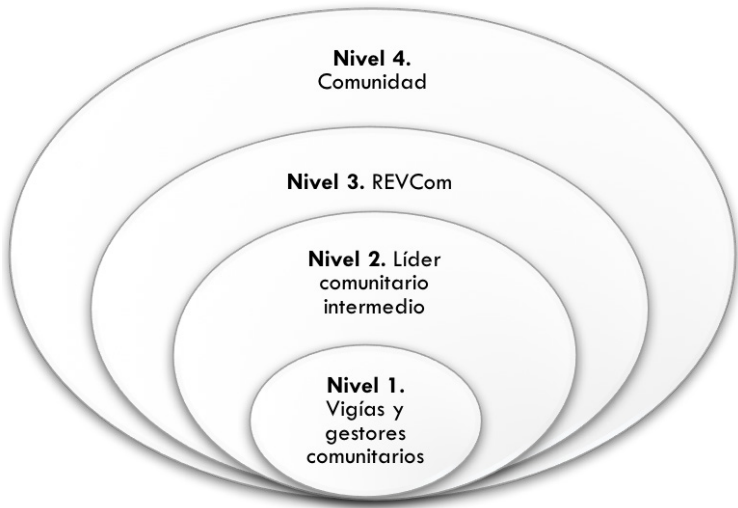 Nivel 4.
Comunidad
Nivel 3. REVCom
Nivel 2. Líder
comunitario
intermedio
Nivel 1.
Vigías y
gestores
comunitarios